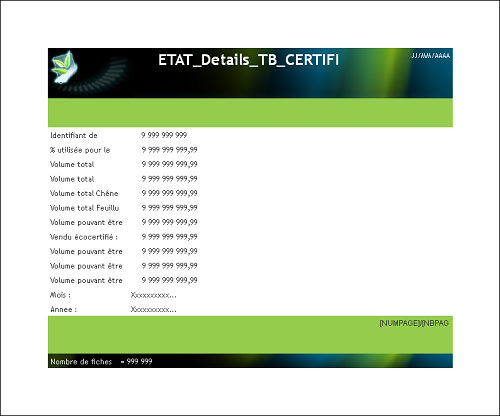 ETAT_Details_TB_CERTIFI
JJ/MM/AAAA
Identifiant de 9 999 999 999
% utilisée pour le 9 999 999 999,99
Volume total 9 999 999 999,99
Volume total 9 999 999 999,99
Volume total Chêne 9 999 999 999,99
Volume total Feuillu 9 999 999 999,99
Volume pouvant être 9 999 999 999,99
Vendu écocertifié : 9 999 999 999,99
Volume pouvant être 9 999 999 999,99
Volume pouvant être 9 999 999 999,99
Volume pouvant être 9 999 999 999,99
Mois : Xxxxxxxxxx...
Annee : Xxxxxxxxxx...
[NUMPAGE]/[NBPAG
Nombre de fiches = 999 999